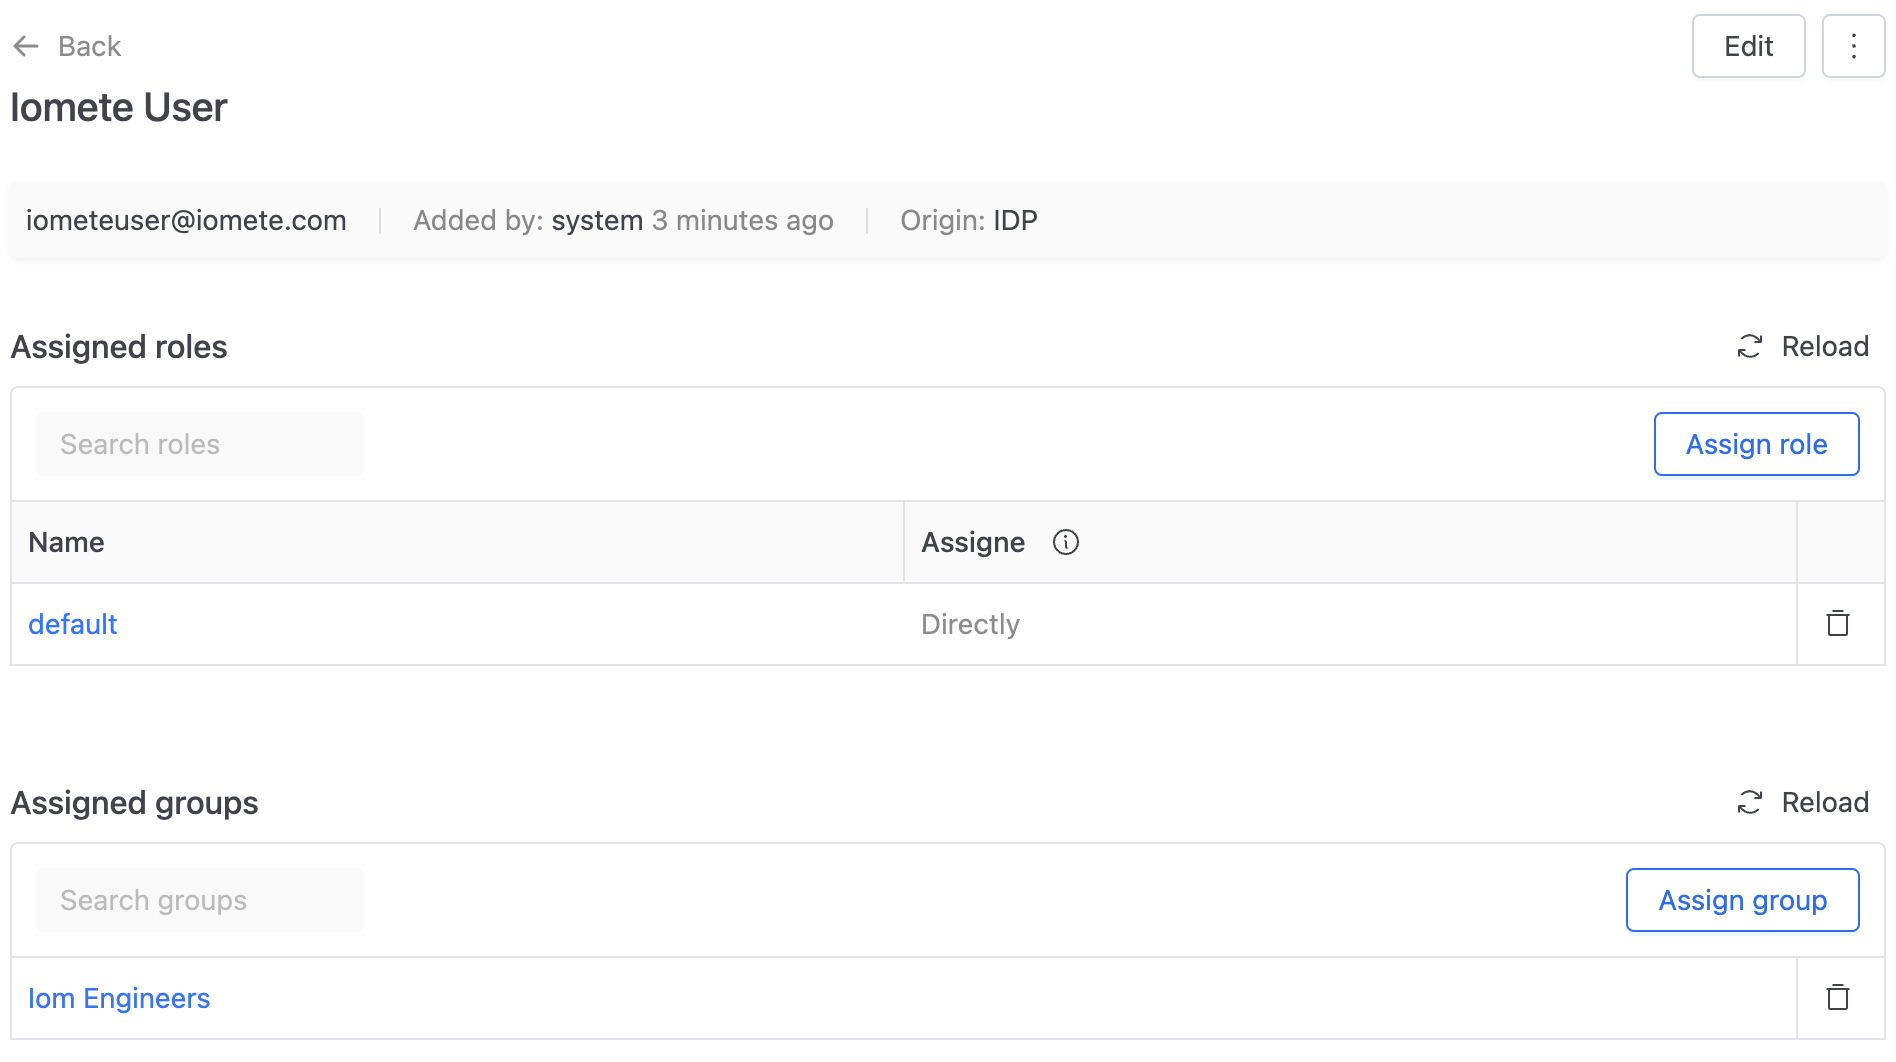 Back
Edit
Iomete User
iometeuser@iomete.com Added by: system 3 minutes ago Origin: IDP
Assigned roles
Reload
Search roles
Assign role
Name Assigne
default Directly
Assigned groups
Reload
Search groups
Assign group
Iom Engineers